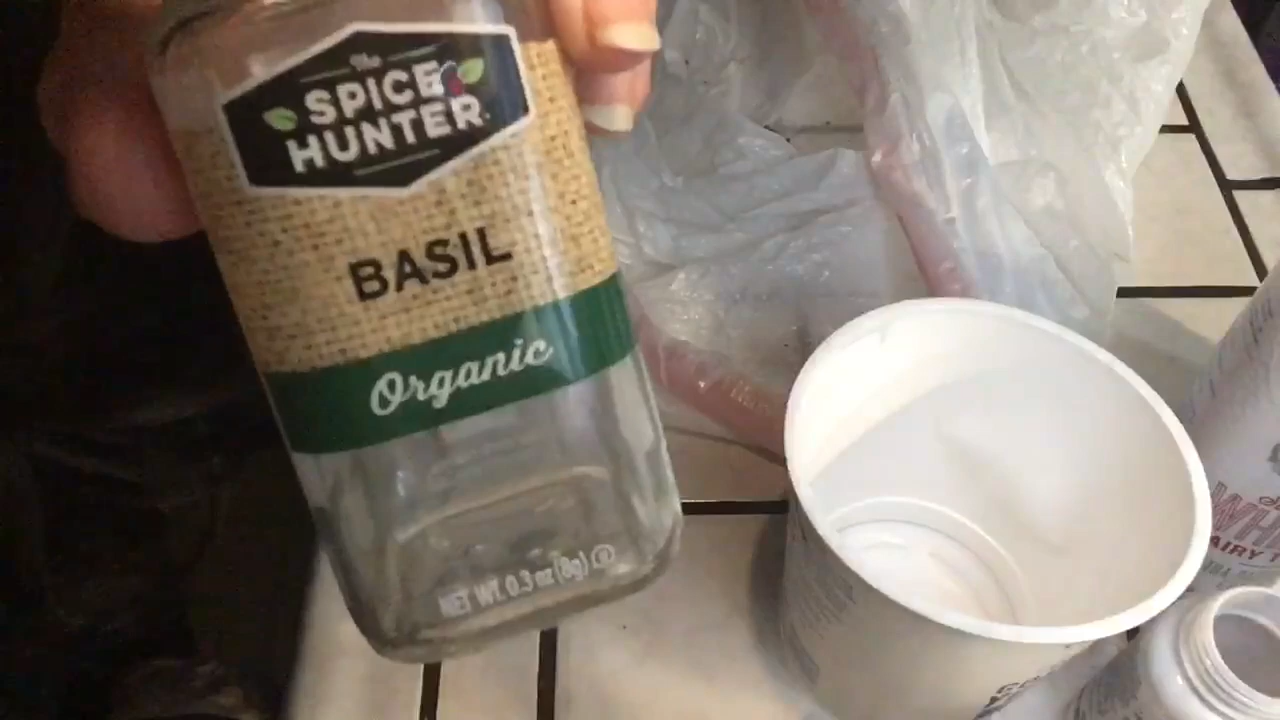 The
SPICE
HUNTER
BASIL
Organic
NET WT. 0.3 oz (8g)